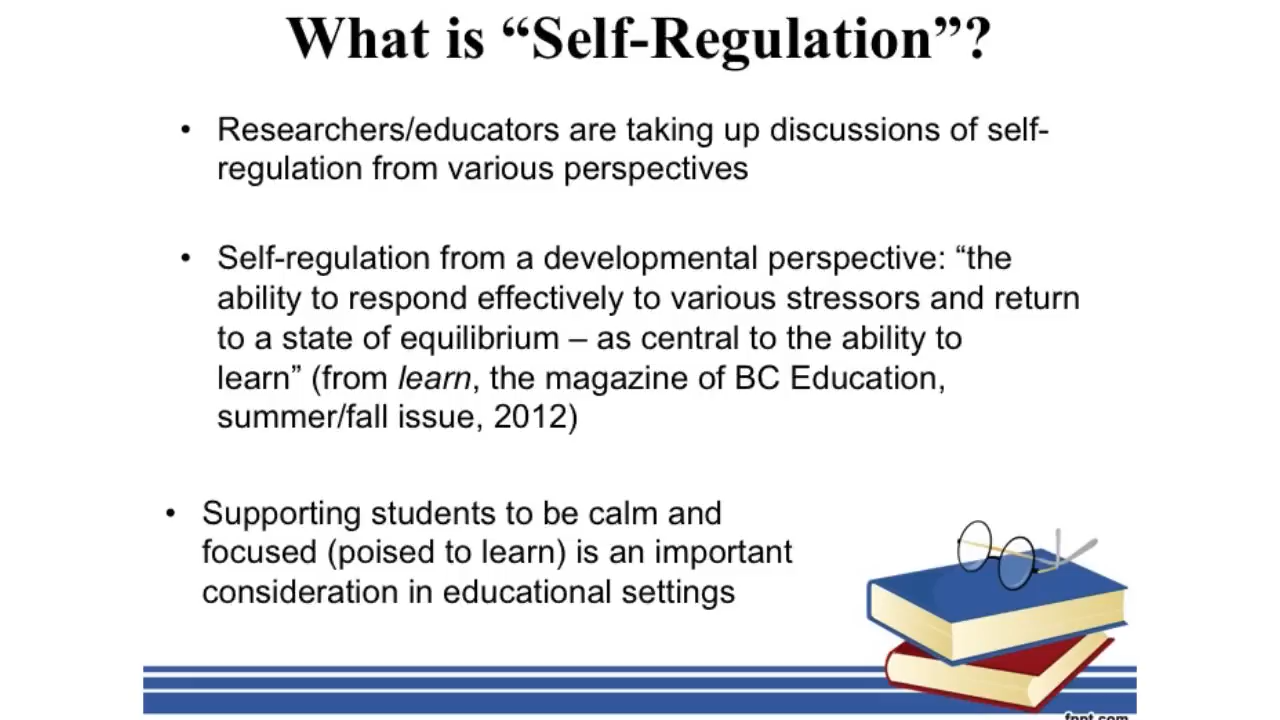 What is “Self-Regulation”?
• Researchers/educators are taking up discussions of self-
regulation from various perspectives
• Self-regulation from a developmental perspective: “the
ability to respond effectively to various stressors and return
to a state of equilibrium – as central to the ability to
learn” (from learn, the magazine of BC Education,
summer/fall issue, 2012)
• Supporting students to be calm and
focused (poised to learn) is an important
consideration in educational settings
fppt.com